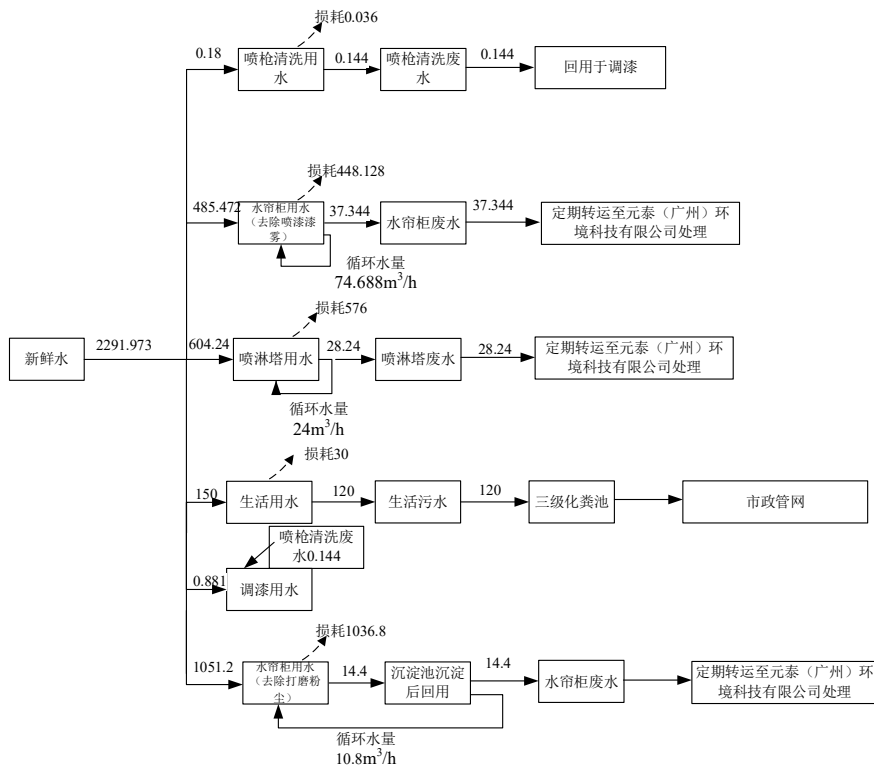 损耗0.036
0.18
喷枪清洗用
水
0.144
喷枪清洗废
水
0.144
回用于调漆
损耗448.128
485.472
水帘柜用水
（去除喷漆漆
雾）
37.344
水帘柜废水
37.344
定期转运至元泰（广州）环
境科技有限公司处理
循环水量
74.688m³/h
损耗576
新鲜水
2291.973
604.24
喷淋塔用水
28.24
喷淋塔废水
28.24
定期转运至元泰（广州）环
境科技有限公司处理
循环水量
24m³/h
损耗30
150
生活用水
120
生活污水
120
三级化粪池
市政管网
喷枪清洗废
水0.144
0.881
调漆用水
损耗1036.8
1051.2
水帘柜用水
（去除打磨粉
尘）
14.4
沉淀池沉淀
后回用
14.4
水帘柜废水
定期转运至元泰（广州）环
境科技有限公司处理
循环水量
10.8m³/h